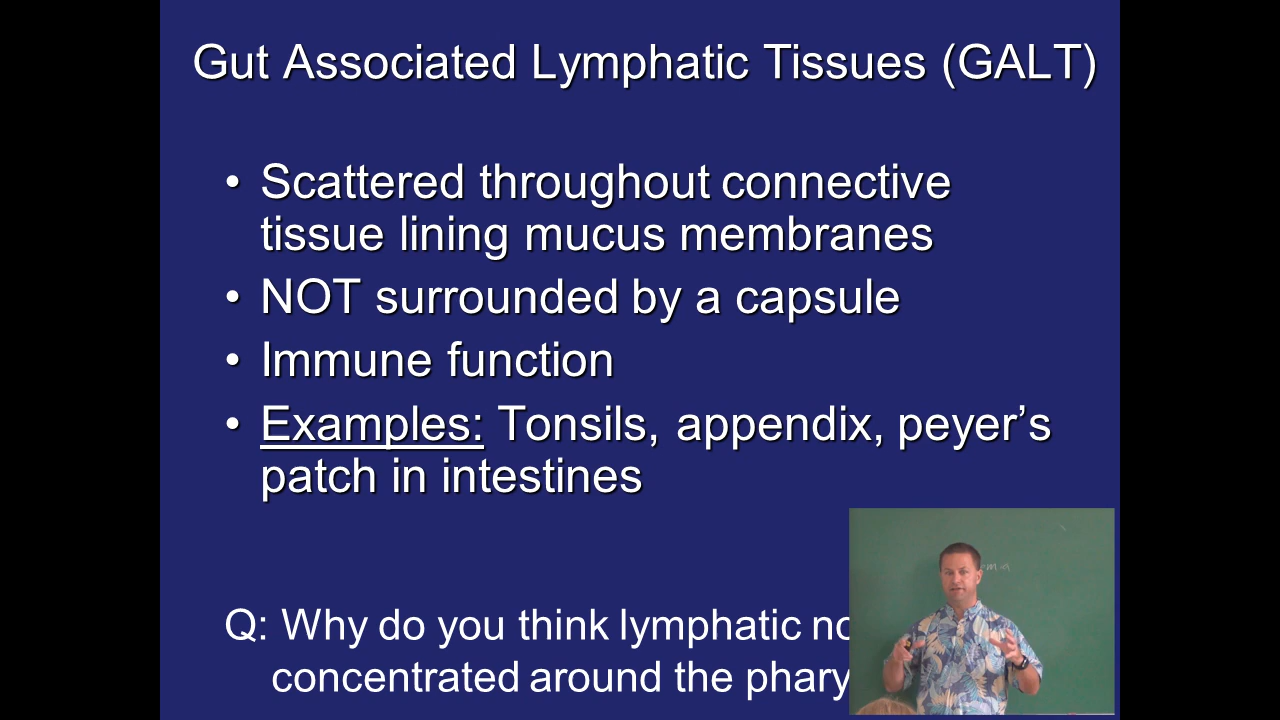 Gut Associated Lymphatic Tissues (GALT)
• Scattered throughout connective
tissue lining mucus membranes
• NOT surrounded by a capsule
• Immune function
• Examples: Tonsils, appendix, peyer’s
patch in intestines
Q: Why do you think lymphatic
concentrated around the